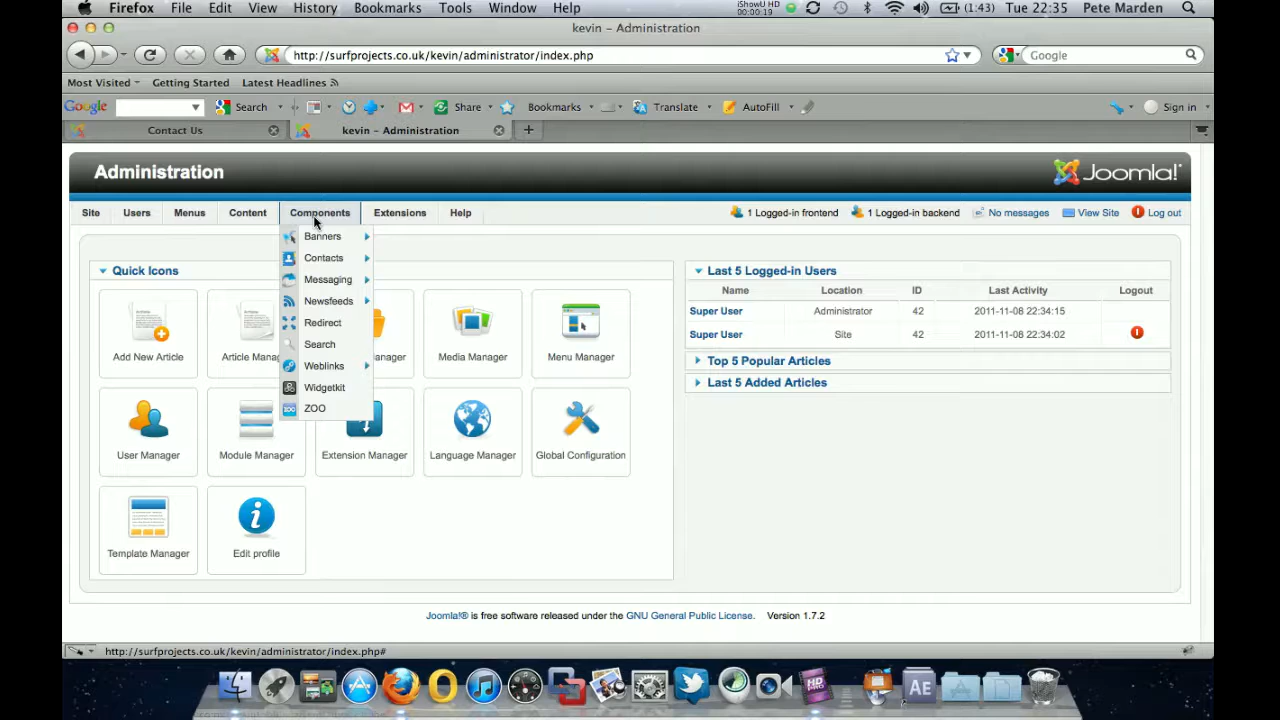 Firefox File Edit View History Bookmarks Tools Window Help iShowU HD 00:00:19 (1:43) Tue 22:35 Pete Marden
kevin – Administration
http://surfprojects.co.uk/kevin/administrator/index.php Google
Most Visited Getting Started Latest Headlines
Google Search Share Bookmarks Translate AutoFill Sign in
Contact Us kevin – Administration
Administration Joomla!®
Site Users Menus Content Components Extensions Help 1 Logged-in frontend 1 Logged-in backend No messages View Site Log out
Banners
Contacts
Messaging
Newsfeeds
Redirect
Search
Weblinks
Widgetkit
ZOO
Quick Icons
Add New Article Article Mana anager Media Manager Menu Manager
User Manager Module Manager Extension Manager Language Manager Global Configuration
Template Manager Edit profile
Last 5 Logged-in Users
Name Location ID Last Activity Logout
Super User Administrator 42 2011-11-08 22:34:15
Super User Site 42 2011-11-08 22:34:02
Top 5 Popular Articles
Last 5 Added Articles
Joomla!® is free software released under the GNU General Public License. Version 1.7.2
http://surfprojects.co.uk/kevin/administrator/index.php#
AE